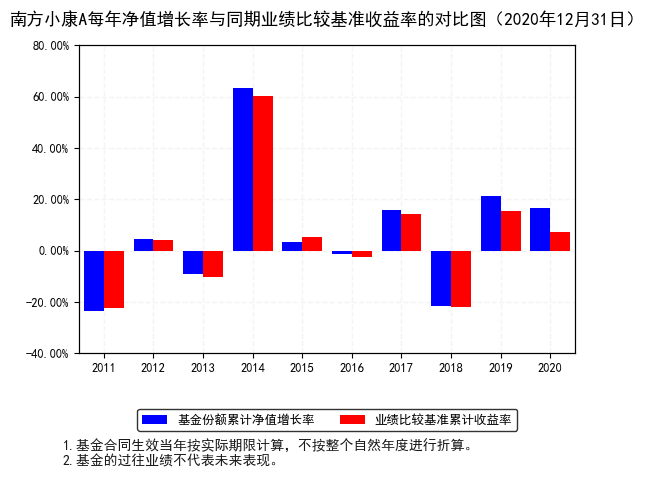 南方小康A每年净值增长率与同期业绩比较基准收益率的对比图（2020年12月31日）
80.00%
60.00%
40.00%
20.00%
0.00%
−20.00%
−40.00%
2011 2012 2013 2014 2015 2016 2017 2018 2019 2020
基金份额累计净值增长率 业绩比较基准累计收益率
1.基金合同生效当年按实际期限计算，不按整个自然年度进行折算。
2.基金的过往业绩不代表未来表现。